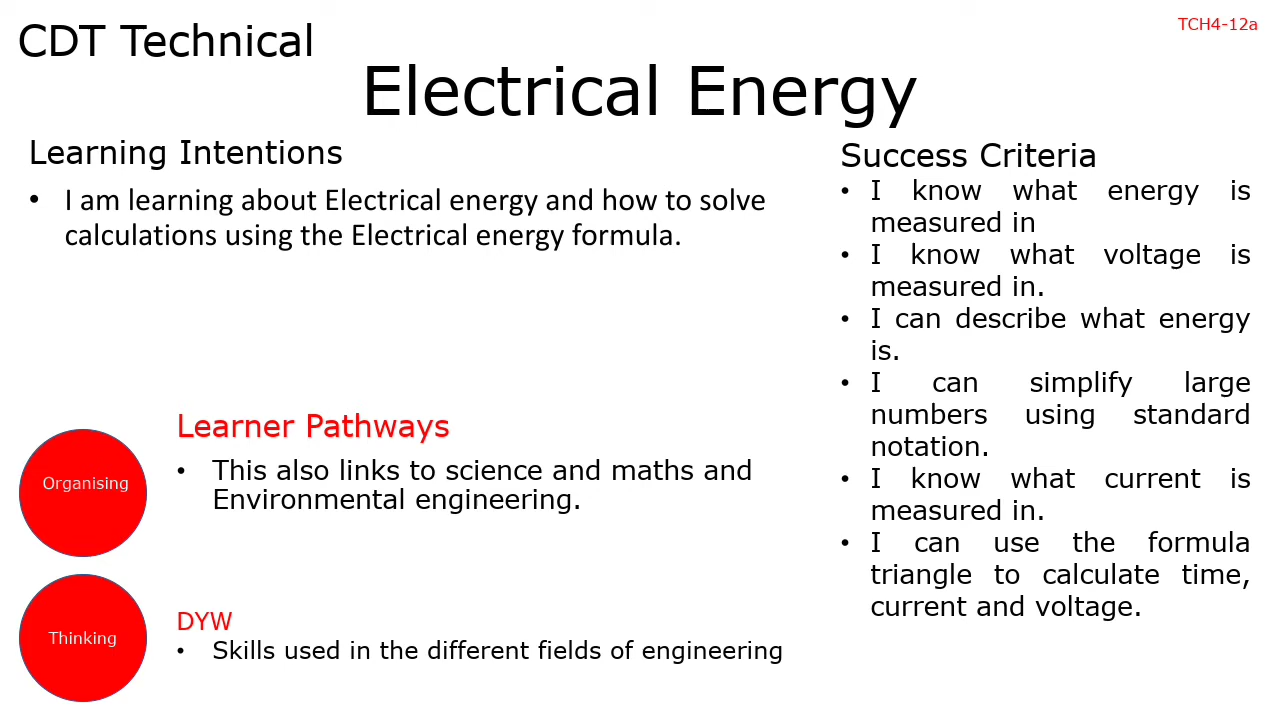 CDT Technical
TCH4-12a
Electrical Energy
Learning Intentions
• I am learning about Electrical energy and how to solve
calculations using the Electrical energy formula.
Success Criteria
• I know what energy is
measured in
• I know what voltage is
measured in.
• I can describe what energy
is.
• I can simplify large
numbers using standard
notation.
• I know what current is
measured in.
• I can use the formula
triangle to calculate time,
current and voltage.
Organising
Learner Pathways
• This also links to science and maths and
Environmental engineering.
Thinking
DYW
• Skills used in the different fields of engineering